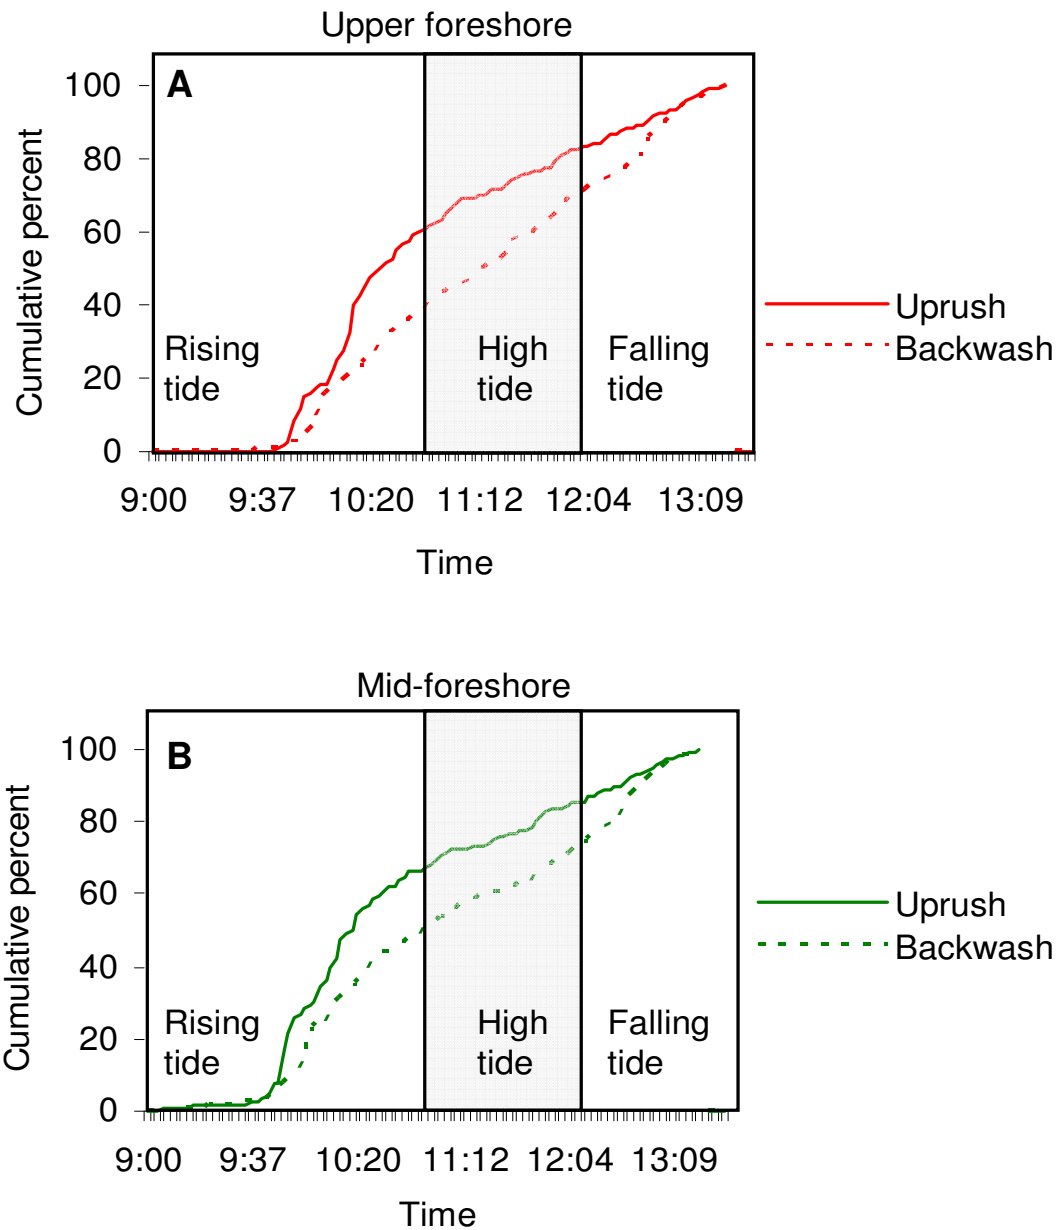 Upper foreshore
A
100
80
60
40
20
0
Cumulative percent
Rising
tide
High
tide
Falling
tide
Uprush
Backwash
9:00 9:37 10:20 11:12 12:04 13:09
Time
Mid-foreshore
B
100
80
60
40
20
0
Cumulative percent
Rising
tide
High
tide
Falling
tide
Uprush
Backwash
9:00 9:37 10:20 11:12 12:04 13:09
Time